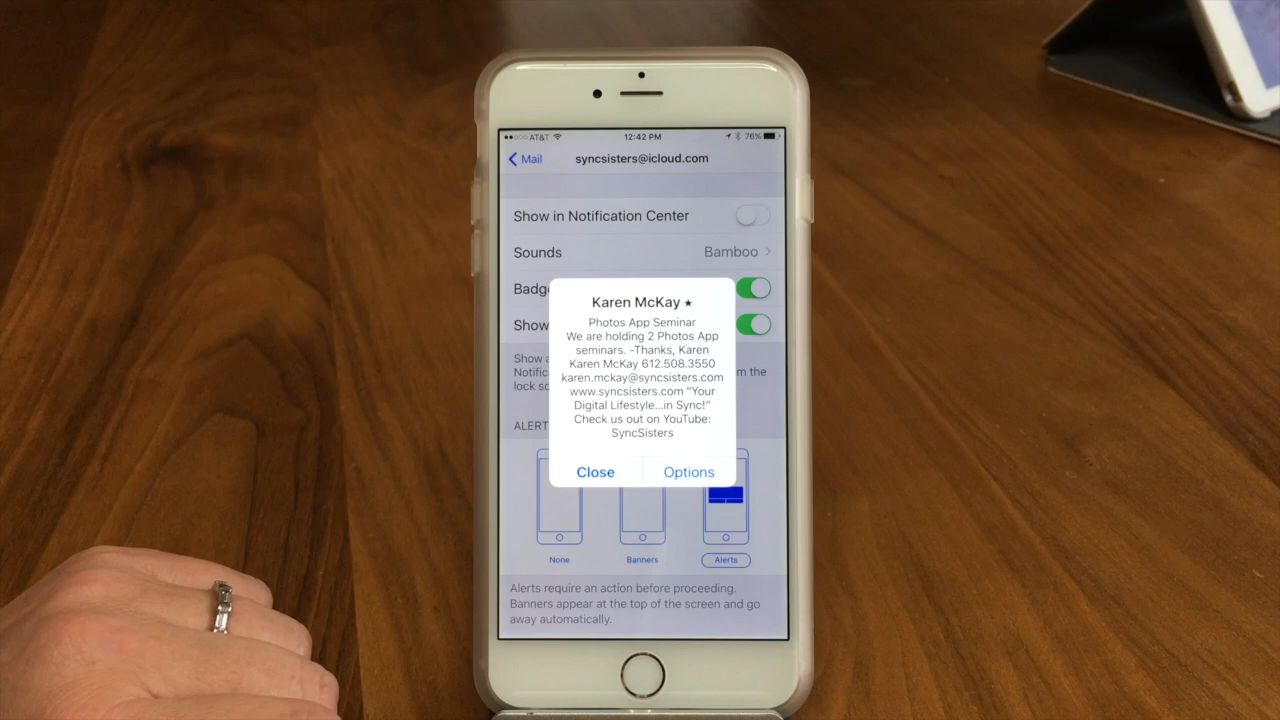 AT&T 12:42 PM 76%
Mail syncsisters@icloud.com
Show in Notification Center
Sounds Bamboo
Badg
Show
Show a
Notific m the
lock sc
ALERT
Karen McKay ★
Photos App Seminar
We are holding 2 Photos App
seminars. -Thanks, Karen
Karen McKay 612.508.3550
karen.mckay@syncsisters.com
www.syncsisters.com "Your
Digital Lifestyle...in Sync!"
Check us out on YouTube:
SyncSisters
Close Options
None Banners Alerts
Alerts require an action before proceeding.
Banners appear at the top of the screen and go
away automatically.